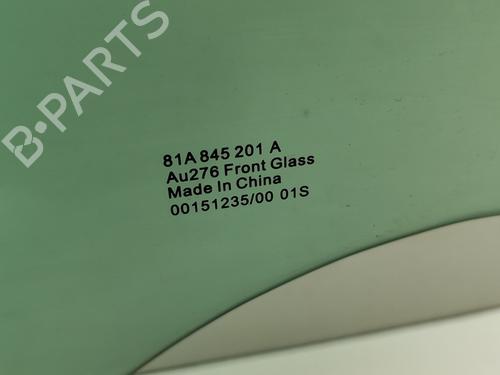 B-PARTS
81A 845 201 A
Au276 Front Glass
Made In China
00151235/00 01S